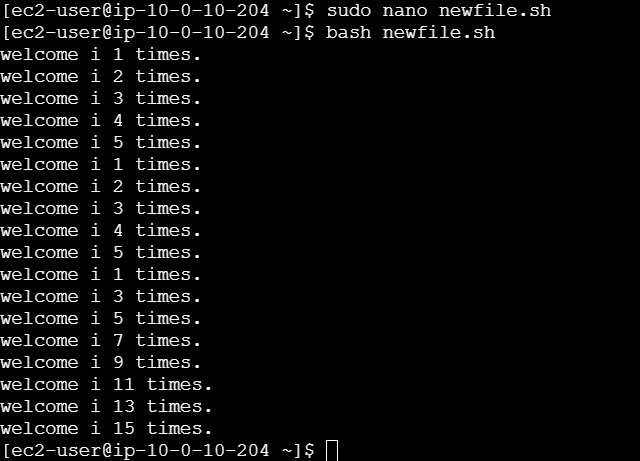 [ec2-user@ip-10-0-10-204 ~]$ sudo nano newfile.sh
[ec2-user@ip-10-0-10-204 ~]$ bash newfile.sh
welcome i 1 times.
welcome i 2 times.
welcome i 3 times.
welcome i 4 times.
welcome i 5 times.
welcome i 1 times.
welcome i 2 times.
welcome i 3 times.
welcome i 4 times.
welcome i 5 times.
welcome i 1 times.
welcome i 3 times.
welcome i 5 times.
welcome i 7 times.
welcome i 9 times.
welcome i 11 times.
welcome i 13 times.
welcome i 15 times.
[ec2-user@ip-10-0-10-204 ~]$